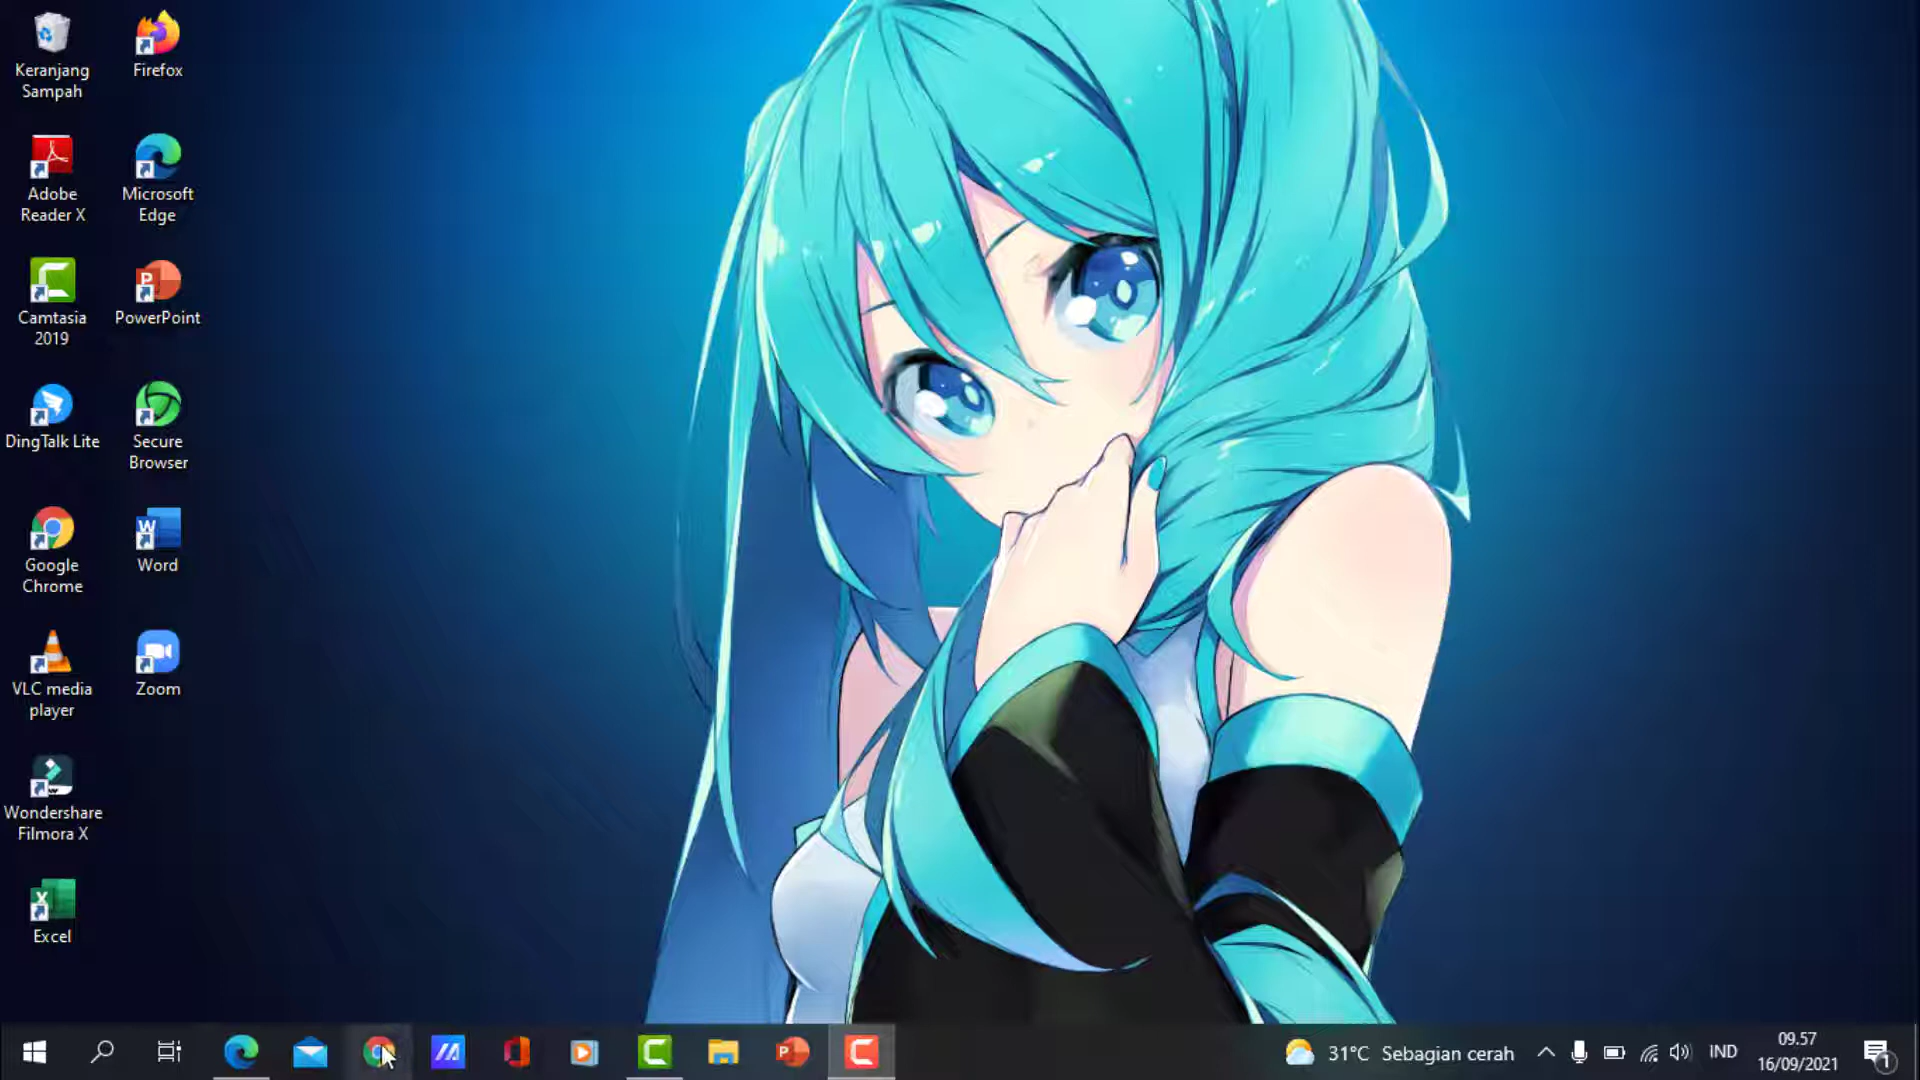 Keranjang
Sampah
Firefox
Adobe
Reader X
Microsoft
Edge
Camtasia
2019
PowerPoint
DingTalk Lite
Secure
Browser
Google
Chrome
Word
VLC media
player
Zoom
Wondershare
Filmora X
Excel
31°C Sebagian cerah
IND
09.57
16/09/2021
1